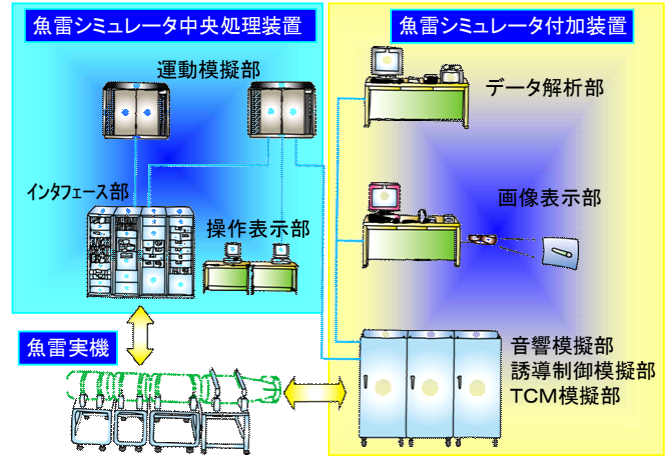 魚雷シミュレータ中央処理装置
運動模擬部
インタフェース部
操作表示部
魚雷実機
魚雷シミュレータ付加装置
データ解析部
画像表示部
音響模擬部
誘導制御模擬部
TCM模擬部